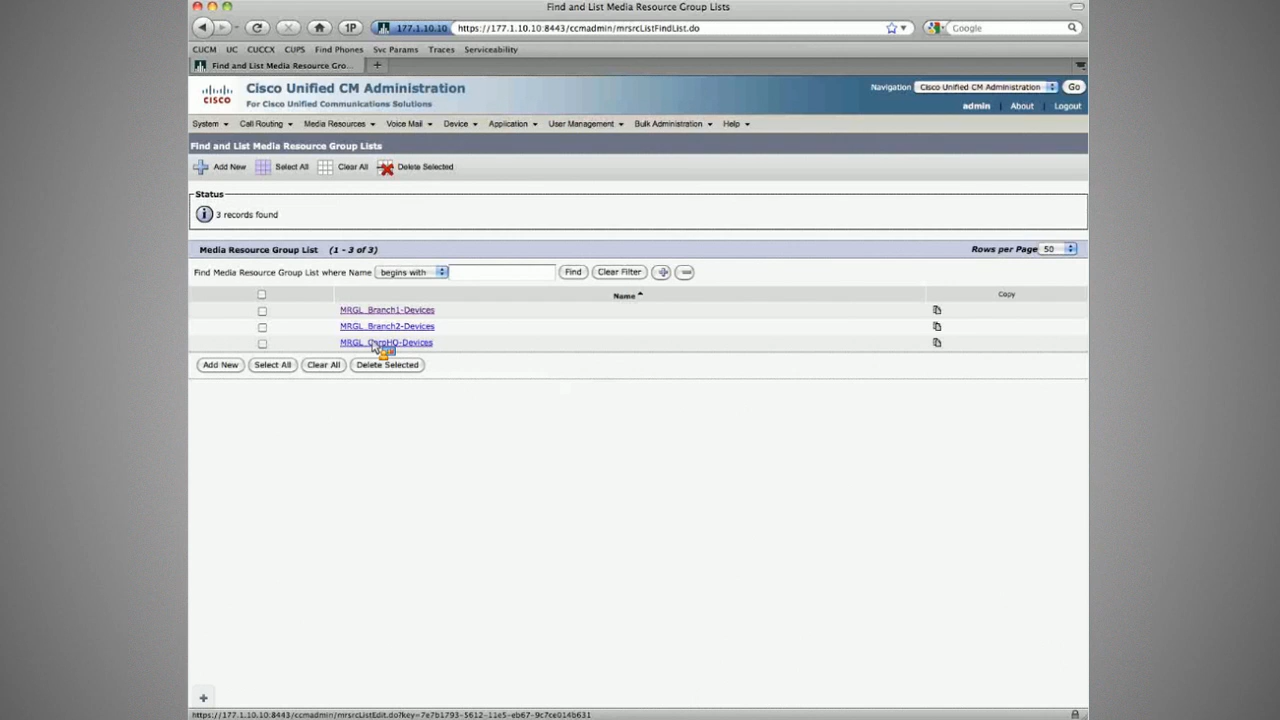 Find and List Media Resource Group Lists
1P 177.1.10.10 https://177.1.10.10:8443/ccmadmin/mrsrcListFindList.do Google
CUCM UC CUCCX CUPS Find Phones Svc Params Traces Serviceability
Find and List Media Resource Gro... +
CISCO
Cisco Unified CM Administration
For Cisco Unified Communications Solutions
Navigation Cisco Unified CM Administration Go
admin About Logout
System Call Routing Media Resources Voice Mail Device Application User Management Bulk Administration Help
Find and List Media Resource Group Lists
Add New Select All Clear All Delete Selected
Status
3 records found
Media Resource Group List (1 - 3 of 3) Rows per Page 50
Find Media Resource Group List where Name begins with Find Clear Filter
Name Copy
MRGL_Branch1-Devices
MRGL_Branch2-Devices
MRGL_CorpHQ-Devices
Add New Select All Clear All Delete Selected
https://177.1.10.10:8443/ccmadmin/mrsrcListEdit.do?key=7e7b1793-5612-11e5-eb67-9c7ce014b631